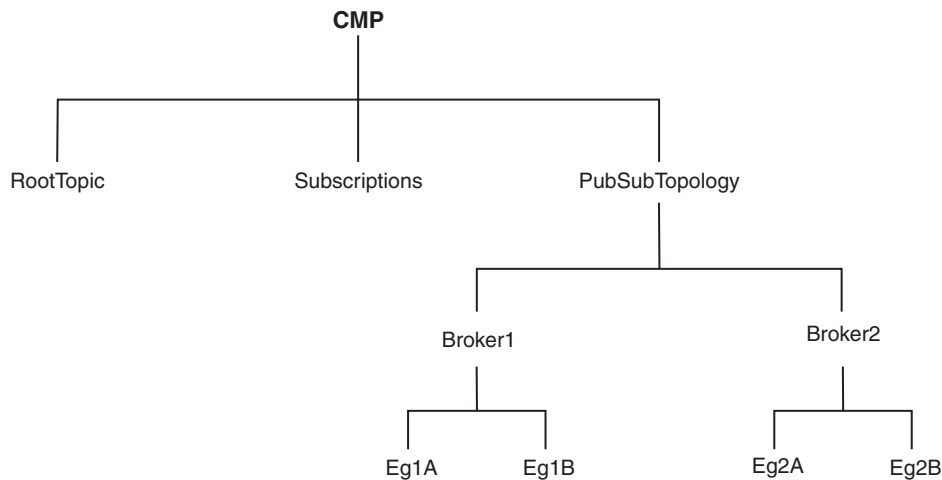 CMP
RootTopic
Subscriptions
PubSubTopology
Broker1
Broker2
Eg1A
Eg1B
Eg2A
Eg2B